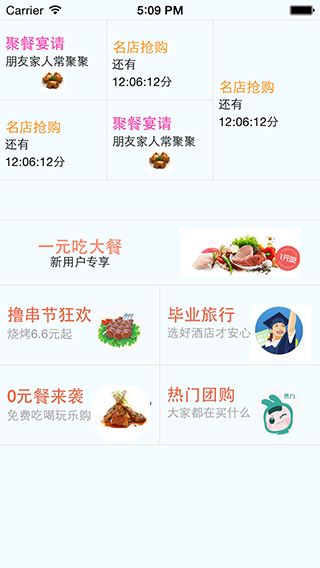 Carrier 5:09 PM
聚餐宴请
朋友家人常聚聚
名店抢购
还有
12:06:12分
名店抢购
还有
12:06:12分
名店抢购
还有
12:06:12分
聚餐宴请
朋友家人常聚聚
一元吃大餐
新用户专享
1元吃
撸串节狂欢
烧烤6.6元起
毕业旅行
选好酒店才安心
0元餐来袭
免费吃喝玩乐购
热门团购
大家都在买什么
热门